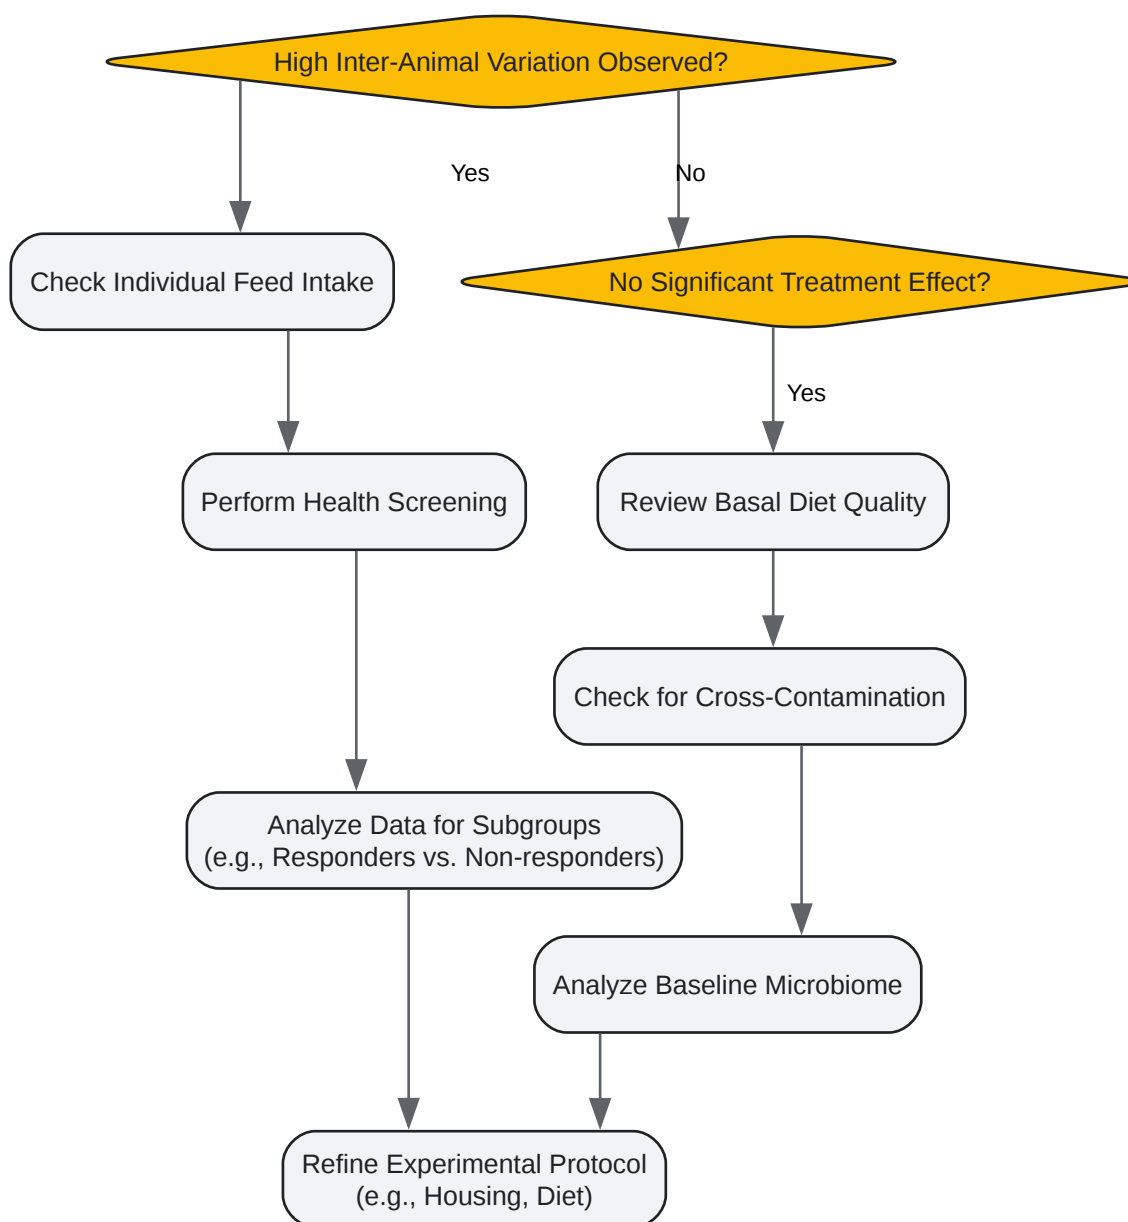 High Inter-Animal Variation Observed?
Yes
No
Check Individual Feed Intake
No Significant Treatment Effect?
Yes
Perform Health Screening
Review Basal Diet Quality
Check for Cross-Contamination
Analyze Data for Subgroups
(e.g., Responders vs. Non-responders)
Analyze Baseline Microbiome
Refine Experimental Protocol
(e.g., Housing, Diet)